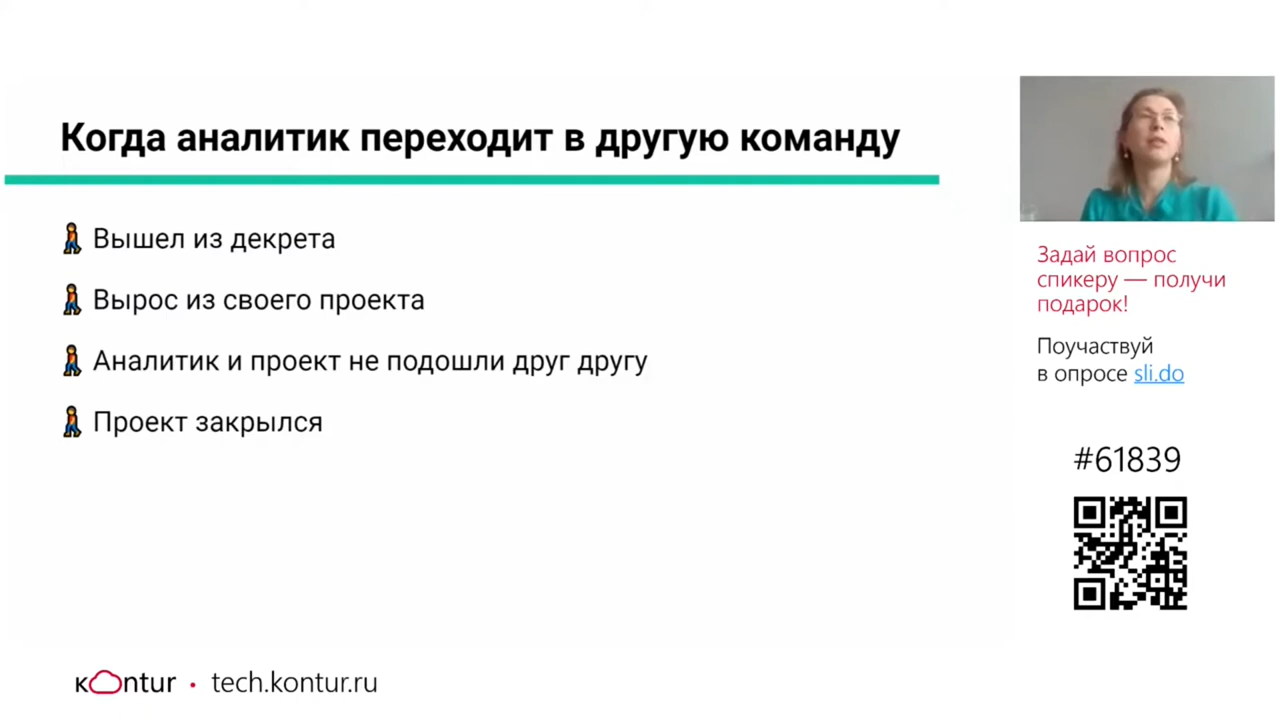 Когда аналитик переходит в другую команду
Вышел из декрета
Вырос из своего проекта
Аналитик и проект не подошли друг другу
Проект закрылся
Задай вопрос
спикеру — получи
подарок!
Поучаствуй
в опросе sli.do
#61839
кontur • tech.kontur.ru